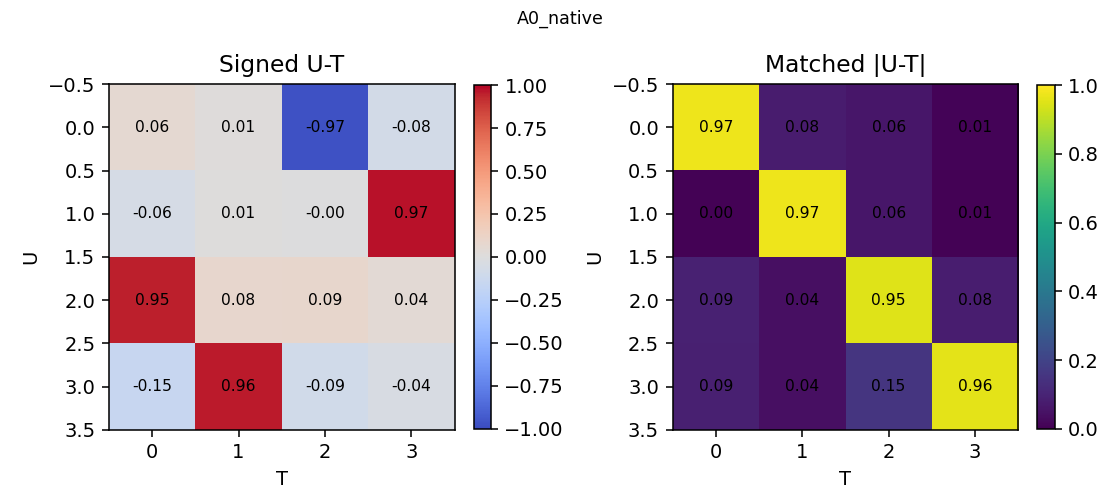 A0_native
Signed U-T
−0.5
0.0
0.5
1.0
1.5
2.0
2.5
3.0
3.5
U
0.06 0.01 -0.97 -0.08
-0.06 0.01 -0.00 0.97
0.95 0.08 0.09 0.04
-0.15 0.96 -0.09 -0.04
0 1 2 3
T
1.00
0.75
0.50
0.25
0.00
−0.25
−0.50
−0.75
−1.00
Matched |U-T|
−0.5
0.0
0.5
1.0
1.5
2.0
2.5
3.0
3.5
U
0.97 0.08 0.06 0.01
0.00 0.97 0.06 0.01
0.09 0.04 0.95 0.08
0.09 0.04 0.15 0.96
0 1 2 3
T
1.0
0.8
0.6
0.4
0.2
0.0